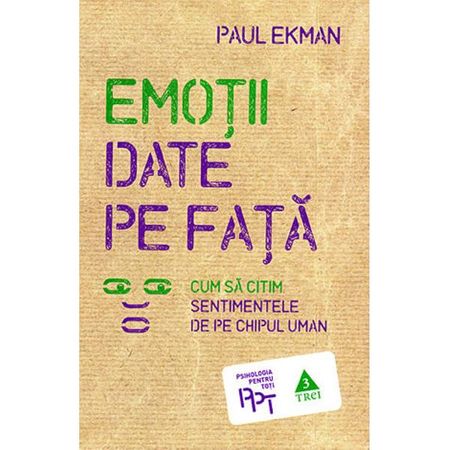 PAUL EKMAN
EMOȚII
DATE
PE FAȚĂ
CUM SĂ CITIM
SENTIMENTELE
DE PE CHIPUL UMAN
PSIHOLOGIA
PENTRU
TOȚI
PPT
3
TREI